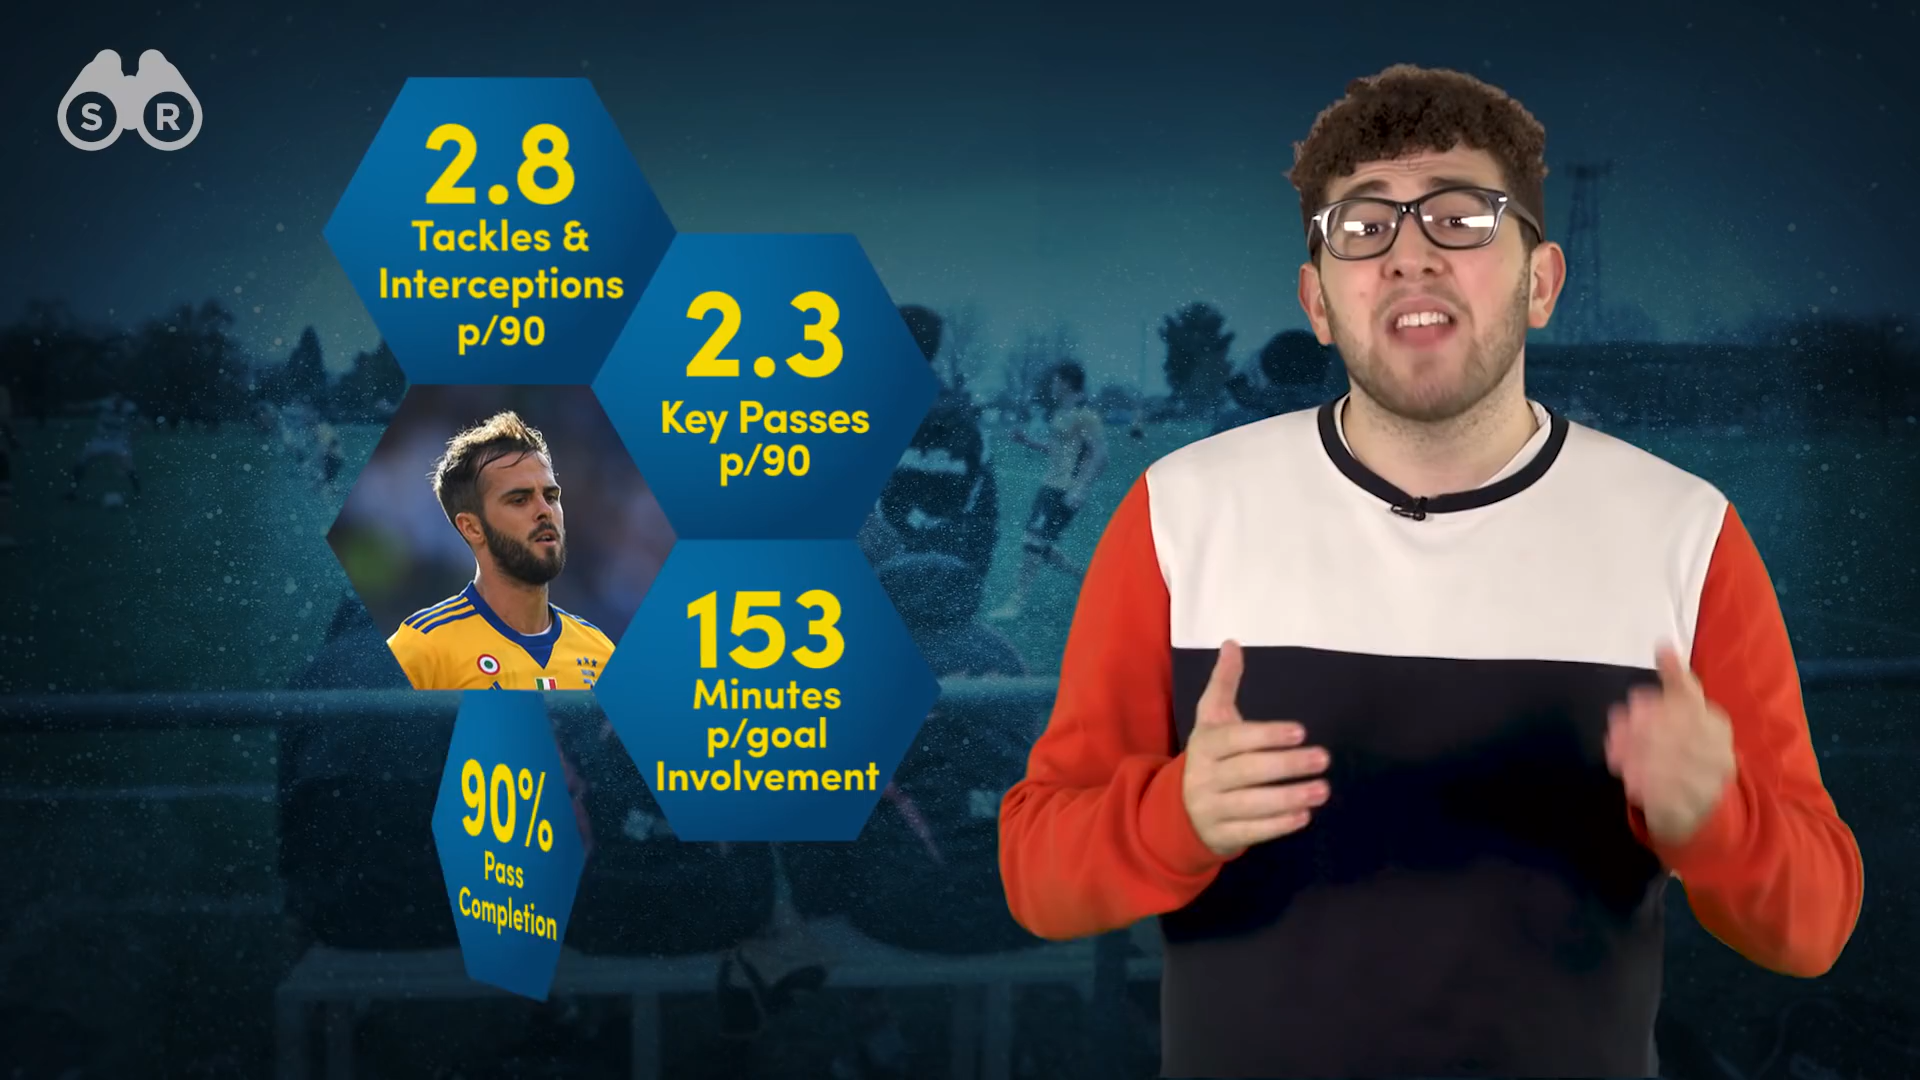 S R
2.8
Tackles &
Interceptions
p/90
2.3
Key Passes
p/90
153
Minutes
p/goal
Involvement
90%
Pass
Completion